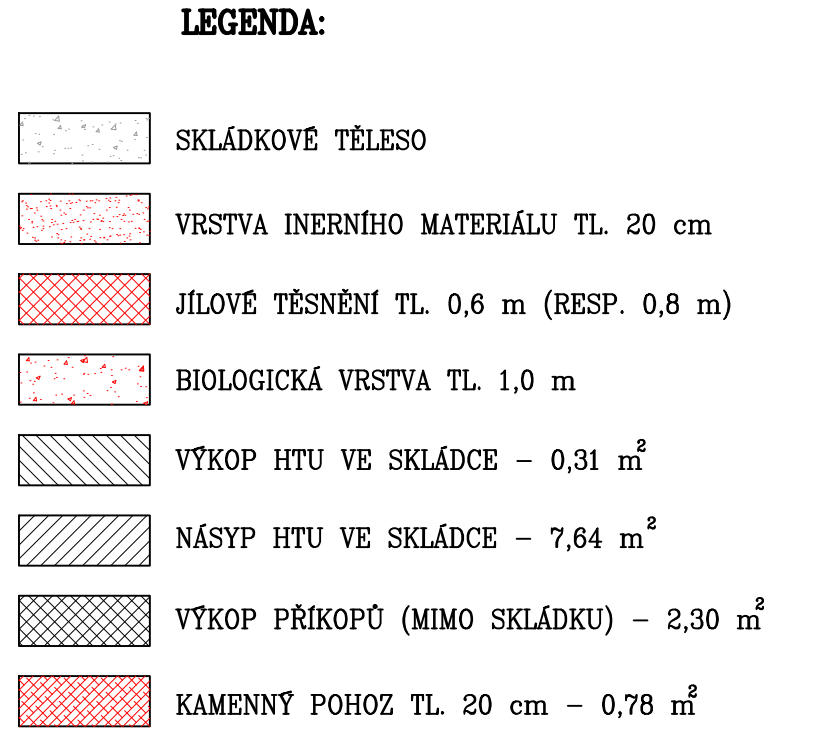 LEGENDA:
SKLÁDKOVÉ TĚLESO
VRSTVA INERNÍHO MATERIÁLU TL. 20 cm
JÍLOVÉ TĚSNĚNÍ TL. 0,6 m (RESP. 0,8 m)
BIOLOGICKÁ VRSTVA TL. 1,0 m
VÝKOP HTU VE SKLÁDCE – 0,31 m²
NÁSYP HTU VE SKLÁDCE – 7,64 m²
VÝKOP PŘÍKOPŮ (MIMO SKLÁDKU) – 2,30 m²
KAMENNÝ POHOZ TL. 20 cm – 0,78 m²